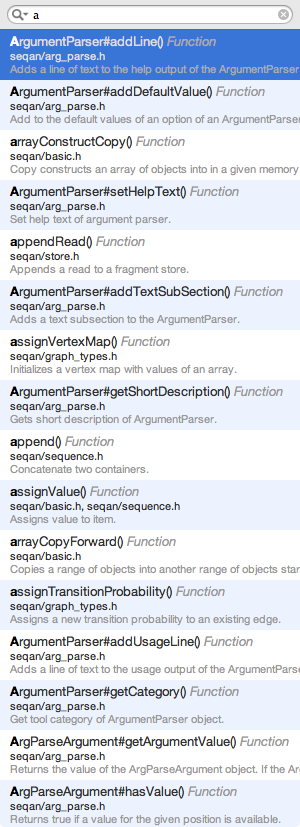 a
ArgumentParser#addLine() Function
seqan/arg_parse.h
Adds a line of text to the help output of the ArgumentParser
ArgumentParser#addDefaultValue() Function
seqan/arg_parse.h
Add to the default values of an option of an ArgumentParser
arrayConstructCopy() Function
seqan/basic.h
Copy constructs an array of objects into in a given memory
ArgumentParser#setHelpText() Function
seqan/arg_parse.h
Set help text of argument parser.
appendRead() Function
seqan/store.h
Appends a read to a fragment store.
ArgumentParser#addTextSubSection() Function
seqan/arg_parse.h
Adds a text subsection to the ArgumentParser.
assignVertexMap() Function
seqan/graph_types.h
Initializes a vertex map with values of an array.
ArgumentParser#getShortDescription() Function
seqan/arg_parse.h
Gets short description of ArgumentParser.
append() Function
seqan/sequence.h
Concatenate two containers.
assignValue() Function
seqan/basic.h, seqan/sequence.h
Assigns value to item.
arrayCopyForward() Function
seqan/basic.h
Copies a range of objects into another range of objects star
assignTransitionProbability() Function
seqan/graph_types.h
Assigns a new transition probability to an existing edge.
ArgumentParser#addUsageLine() Function
seqan/arg_parse.h
Adds a line of text to the usage output of the ArgumentParse
ArgumentParser#getCategory() Function
seqan/arg_parse.h
Get tool category of ArgumentParser object.
ArgParseArgument#getArgumentValue() Function
seqan/arg_parse.h
Returns the value of the ArgParseArgument object. If the Ar
ArgParseArgument#hasValue() Function
seqan/arg_parse.h
Returns true if a value for the given position is available.